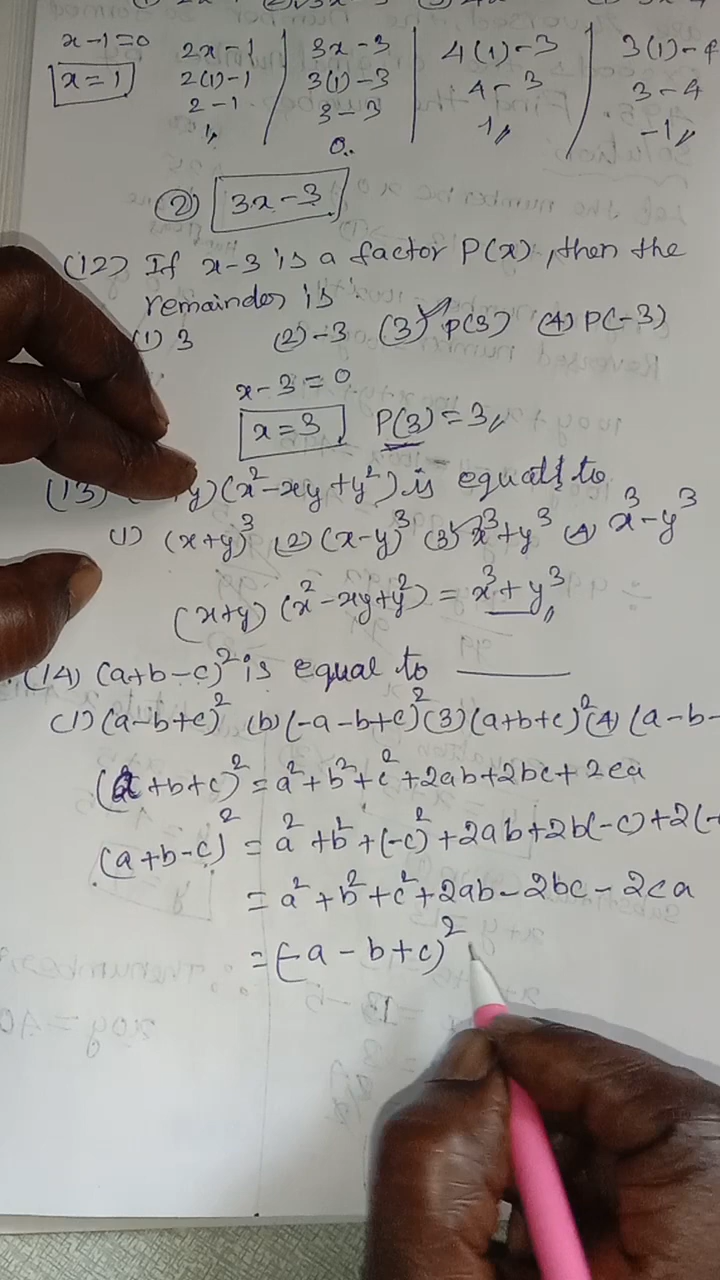 x-1=0 2x-1 3x-3 4(1)-3 3(1)-4
x=1 2(1)-1 3(1)-3 4-3 3-4
2-1 3-3 1 -1
1 0
(2) 3x-3
(12) If x-3 is a factor P(x), then the
remainder is
(1) 3 (2) -3 (3) P(3) (4) P(-3)
x-3=0
x=3 P(3)=3
(13) y)(x²-xy+y²) is equall to
(1) (x+y)³ (2) (x-y)³ (3) x³+y³ (4) x³-y³
(x+y)(x²-xy+y²) = x³+y³
(14) (a+b-c)² is equal to ______
(1) (a-b+c)² (b) (-a-b+c)² (3) (a+b+c)² (4) (a-b-
(a+b+c)² = a²+b²+c²+2ab+2bc+2ca
(a+b-c)² = a²+b²+(-c)²+2ab+2b(-c)+2(-
= a²+b²+c²+2ab-2bc-2ca
= (-a-b+c)²